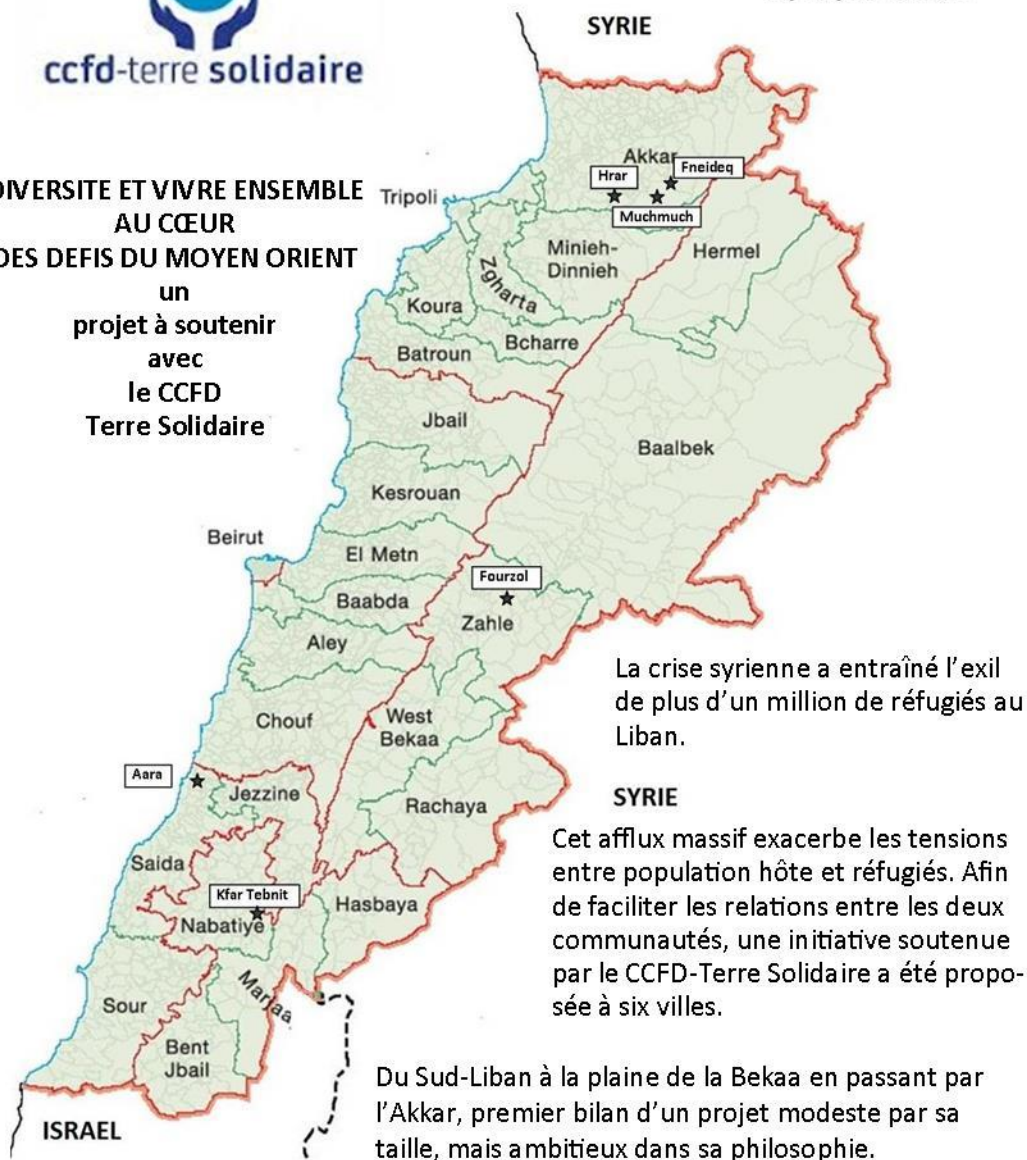 ccfd-terre solidaire
DIVERSITE ET VIVRE ENSEMBLE
AU CŒUR
DES DEFIS DU MOYEN ORIENT
un
projet à soutenir
avec
le CCFD
Terre Solidaire
SYRIE
Akkar
Fneideq
Hrar
Muchmuch
Tripoli
Minieh-
Dinnieh
Hermel
Zgharta
Koura
Bcharre
Batroun
Jbail
Baalbek
Kesrouan
Beirut
El Metn
Fourzol
Baabda
Zahle
Aley
Chouf
West
Bekaa
Aara
Jezzine
Rachaya
Saida
Kfar Tebnit
Hasbaya
Nabatiye
Marjaa
Sour
Bent
Jbail
ISRAEL
La crise syrienne a entraîné l’exil
de plus d’un million de réfugiés au
Liban.
SYRIE
Cet afflux massif exacerbe les tensions
entre population hôte et réfugiés. Afin
de faciliter les relations entre les deux
communautés, une initiative soutenue
par le CCFD-Terre Solidaire a été propo-
sée à six villes.
Du Sud-Liban à la plaine de la Bekaa en passant par
l’Akkar, premier bilan d’un projet modeste par sa
taille, mais ambitieux dans sa philosophie.